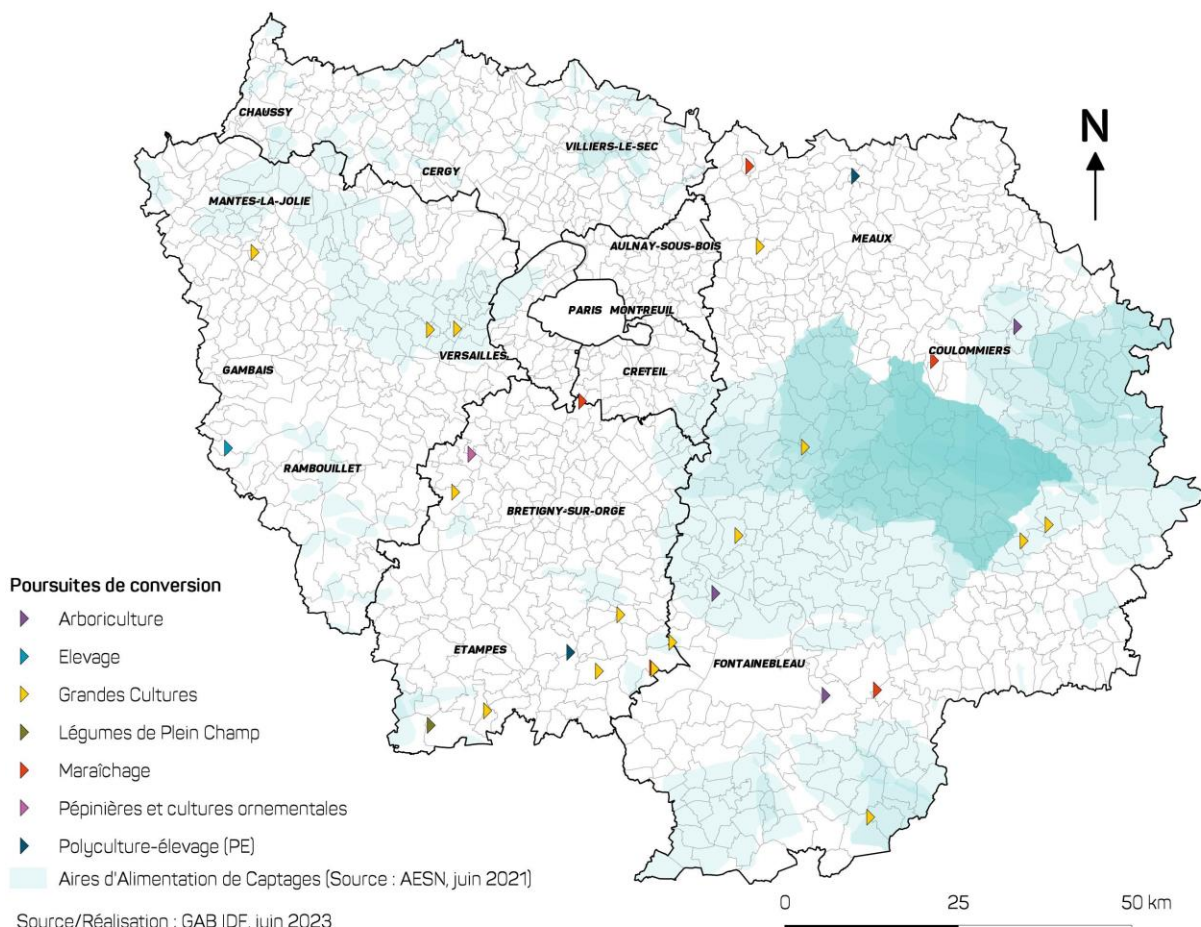 N
CHAUSSY
VILLIERS-LE-SEC
CERGY
MANTES-LA-JOLIE
AULNAY-SOUS-BOIS
MEAUX
PARIS MONTREUIL
VERSAILLES
COULOMMIERS
GAMBAIS
CRETEIL
RAMBOUILLET
BRETIGNY-SUR-ORGE
ETAMPES
FONTAINEBLEAU
Poursuites de conversion
Arboriculture
Elevage
Grandes Cultures
Légumes de Plein Champ
Maraîchage
Pépinières et cultures ornementales
Polyculture-élevage (PE)
Aires d'Alimentation de Captages (Source : AESN, juin 2021)
Source/Réalisation : GAB IDF, juin 2023
0 25 50 km